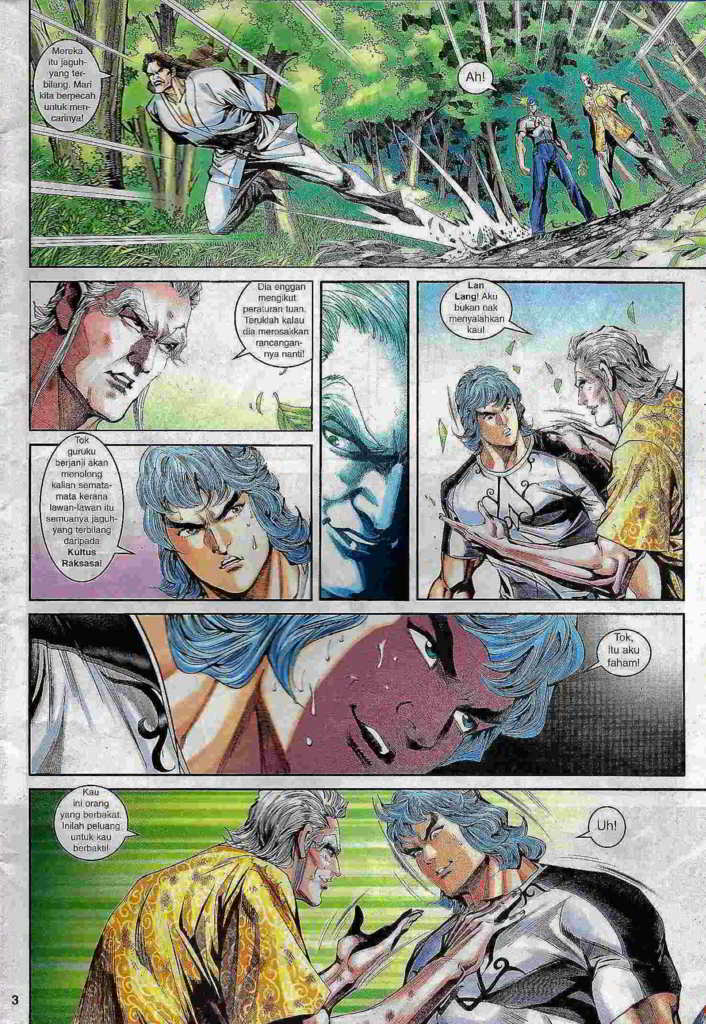 Mereka
itu jaguh-
yang ter-
bilang. Mari
kita berpecah
untuk men-
carinya!
Ah!
Dia enggan
mengikut
peraturan tuan.
Teruklah kalau
dia merosakkan
rancangan-
nya nanti!
Lan
Lang! Aku
bukan nak
menyalahkan
kau!
Tok
guruku
berjanji akan
menolong
kalian semata-
mata kerana
lawan-lawan itu
semuanya jaguh-
yang terbilang
daripada
Kultus
Raksasa!
Tok,
itu aku
faham!
Kau
ini orang
yang berbakat.
Inilah peluang
untuk kau
berbakti!
Uh!
3